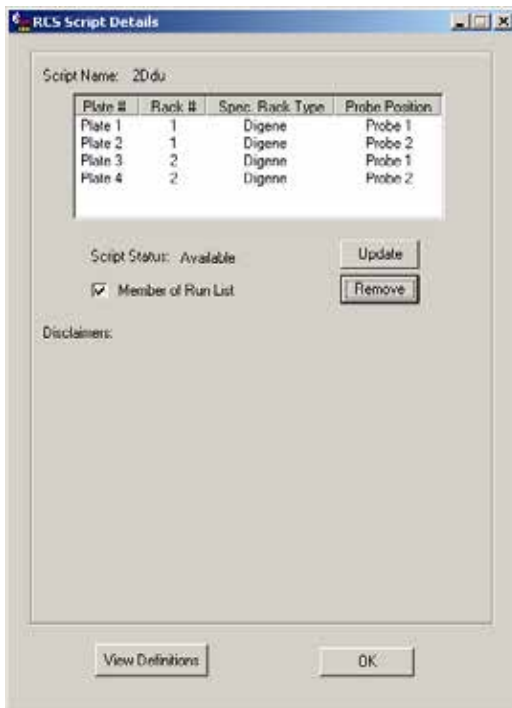 RCS Script Details
Script Name: 2Ddu
Plate # Rack # Spec. Rack Type Probe Position
Plate 1 1 Digene Probe 1
Plate 2 1 Digene Probe 2
Plate 3 2 Digene Probe 1
Plate 4 2 Digene Probe 2
Script Status: Available Update
Member of Run List Remove
Disclaimers:
View Definitions OK